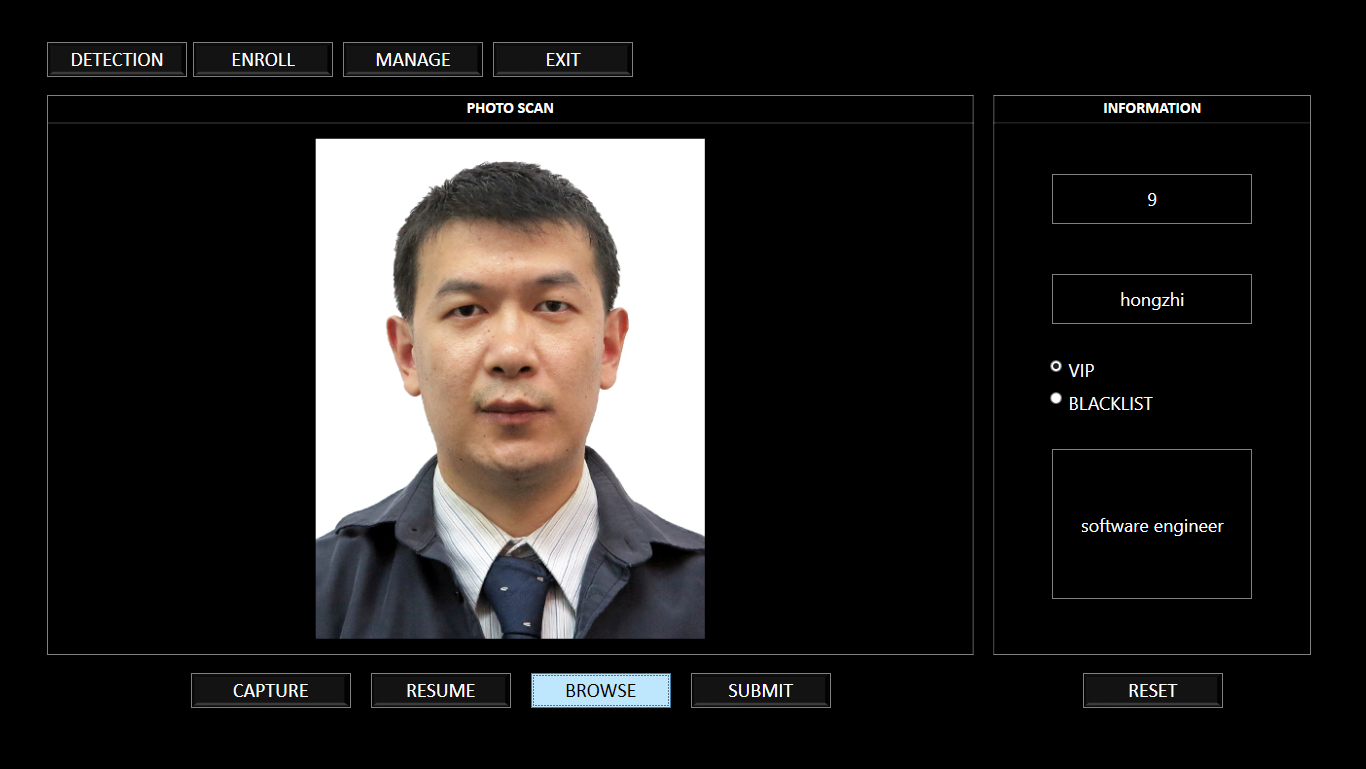 DETECTION
ENROLL
MANAGE
EXIT
PHOTO SCAN
INFORMATION
9
hongzhi
VIP
BLACKLIST
software engineer
CAPTURE
RESUME
BROWSE
SUBMIT
RESET